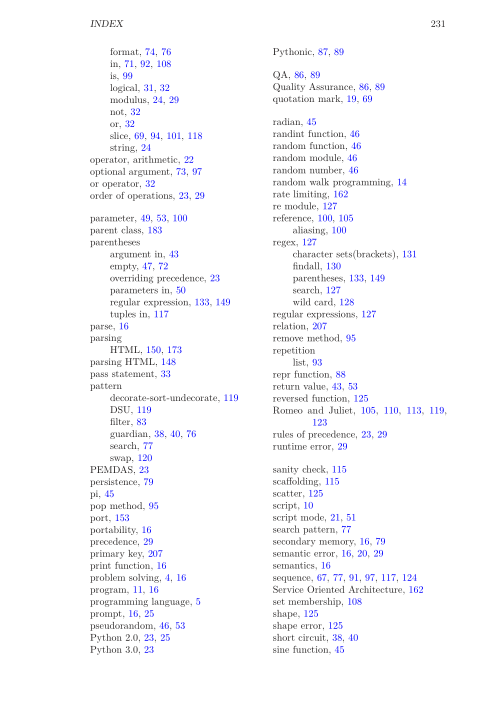 INDEX 231
format, 74, 76
in, 71, 92, 108
is, 99
logical, 31, 32
modulus, 24, 29
not, 32
or, 32
slice, 69, 94, 101, 118
string, 24
operator, arithmetic, 22
optional argument, 73, 97
or operator, 32
order of operations, 23, 29
parameter, 49, 53, 100
parent class, 183
parentheses
argument in, 43
empty, 47, 72
overriding precedence, 23
parameters in, 50
regular expression, 133, 149
tuples in, 117
parse, 16
parsing
HTML, 150, 173
parsing HTML, 148
pass statement, 33
pattern
decorate-sort-undecorate, 119
DSU, 119
filter, 83
guardian, 38, 40, 76
search, 77
swap, 120
PEMDAS, 23
persistence, 79
pi, 45
pop method, 95
port, 153
portability, 16
precedence, 29
primary key, 207
print function, 16
problem solving, 4, 16
program, 11, 16
programming language, 5
prompt, 16, 25
pseudorandom, 46, 53
Python 2.0, 23, 25
Python 3.0, 23
Pythonic, 87, 89
QA, 86, 89
Quality Assurance, 86, 89
quotation mark, 19, 69
radian, 45
randint function, 46
random function, 46
random module, 46
random number, 46
random walk programming, 14
rate limiting, 162
re module, 127
reference, 100, 105
aliasing, 100
regex, 127
character sets(brackets), 131
findall, 130
parentheses, 133, 149
search, 127
wild card, 128
regular expressions, 127
relation, 207
remove method, 95
repetition
list, 93
repr function, 88
return value, 43, 53
reversed function, 125
Romeo and Juliet, 105, 110, 113, 119,
123
rules of precedence, 23, 29
runtime error, 29
sanity check, 115
scaffolding, 115
scatter, 125
script, 10
script mode, 21, 51
search pattern, 77
secondary memory, 16, 79
semantic error, 16, 20, 29
semantics, 16
sequence, 67, 77, 91, 97, 117, 124
Service Oriented Architecture, 162
set membership, 108
shape, 125
shape error, 125
short circuit, 38, 40
sine function, 45